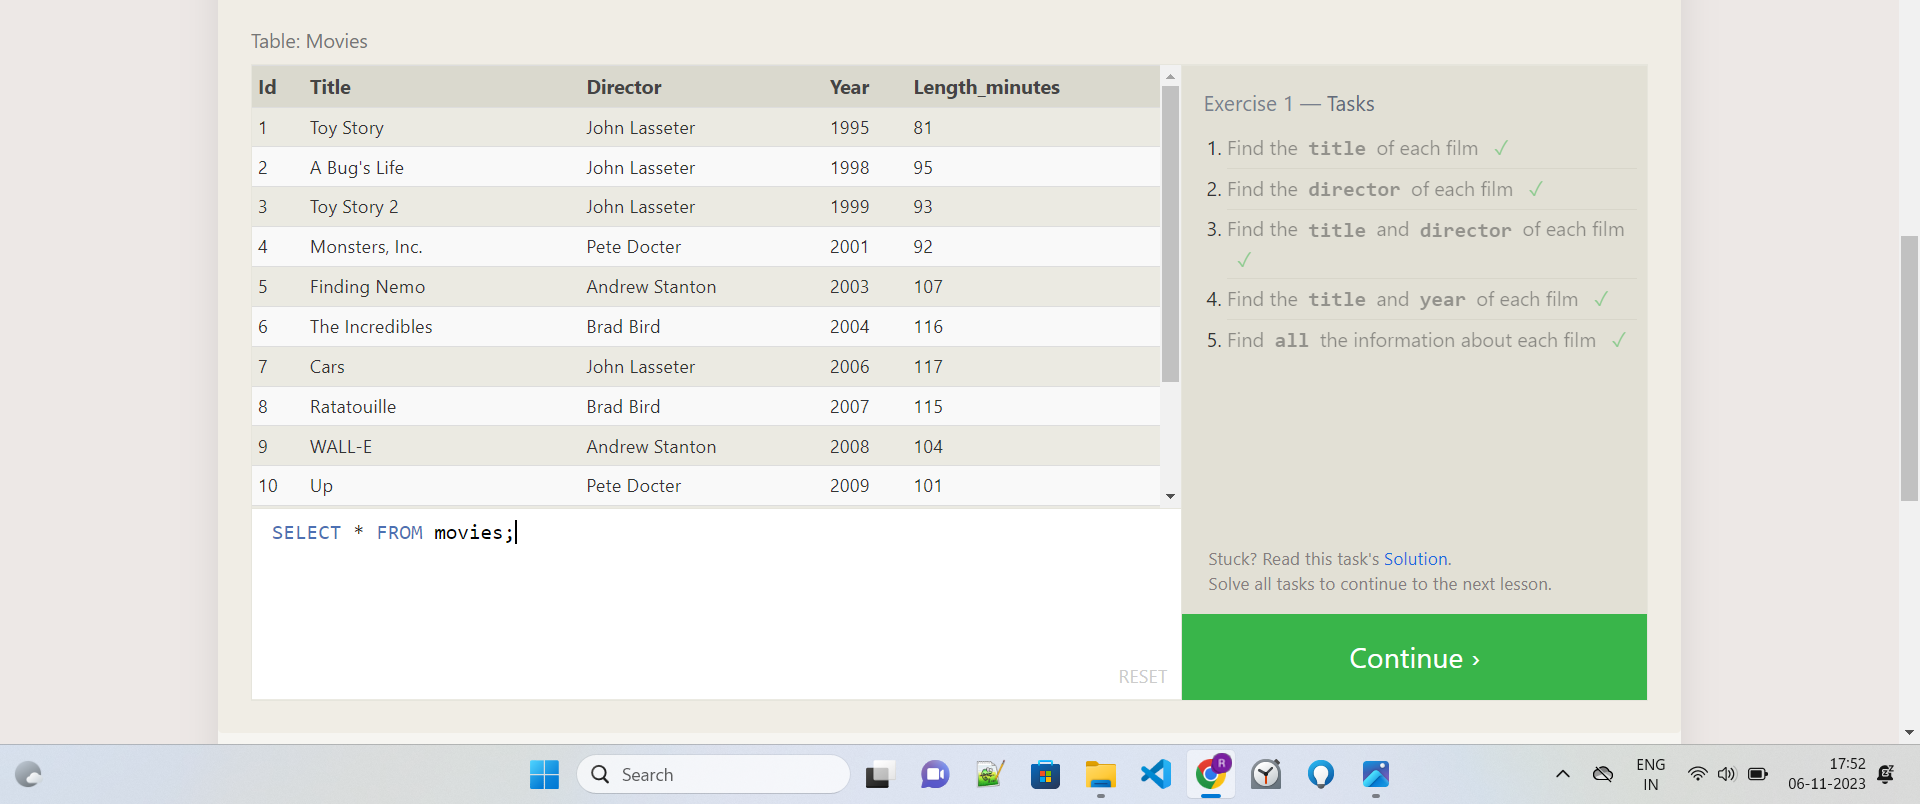 Table: Movies
Id Title Director Year Length_minutes
1 Toy Story John Lasseter 1995 81
2 A Bug's Life John Lasseter 1998 95
3 Toy Story 2 John Lasseter 1999 93
4 Monsters, Inc. Pete Docter 2001 92
5 Finding Nemo Andrew Stanton 2003 107
6 The Incredibles Brad Bird 2004 116
7 Cars John Lasseter 2006 117
8 Ratatouille Brad Bird 2007 115
9 WALL-E Andrew Stanton 2008 104
10 Up Pete Docter 2009 101
SELECT * FROM movies;
RESET
Exercise 1 — Tasks
1. Find the title of each film ✓
2. Find the director of each film ✓
3. Find the title and director of each film
✓
4. Find the title and year of each film ✓
5. Find all the information about each film ✓
Stuck? Read this task's Solution.
Solve all tasks to continue to the next lesson.
Continue ›
Search
R
ENG
IN
17:52
06-11-2023